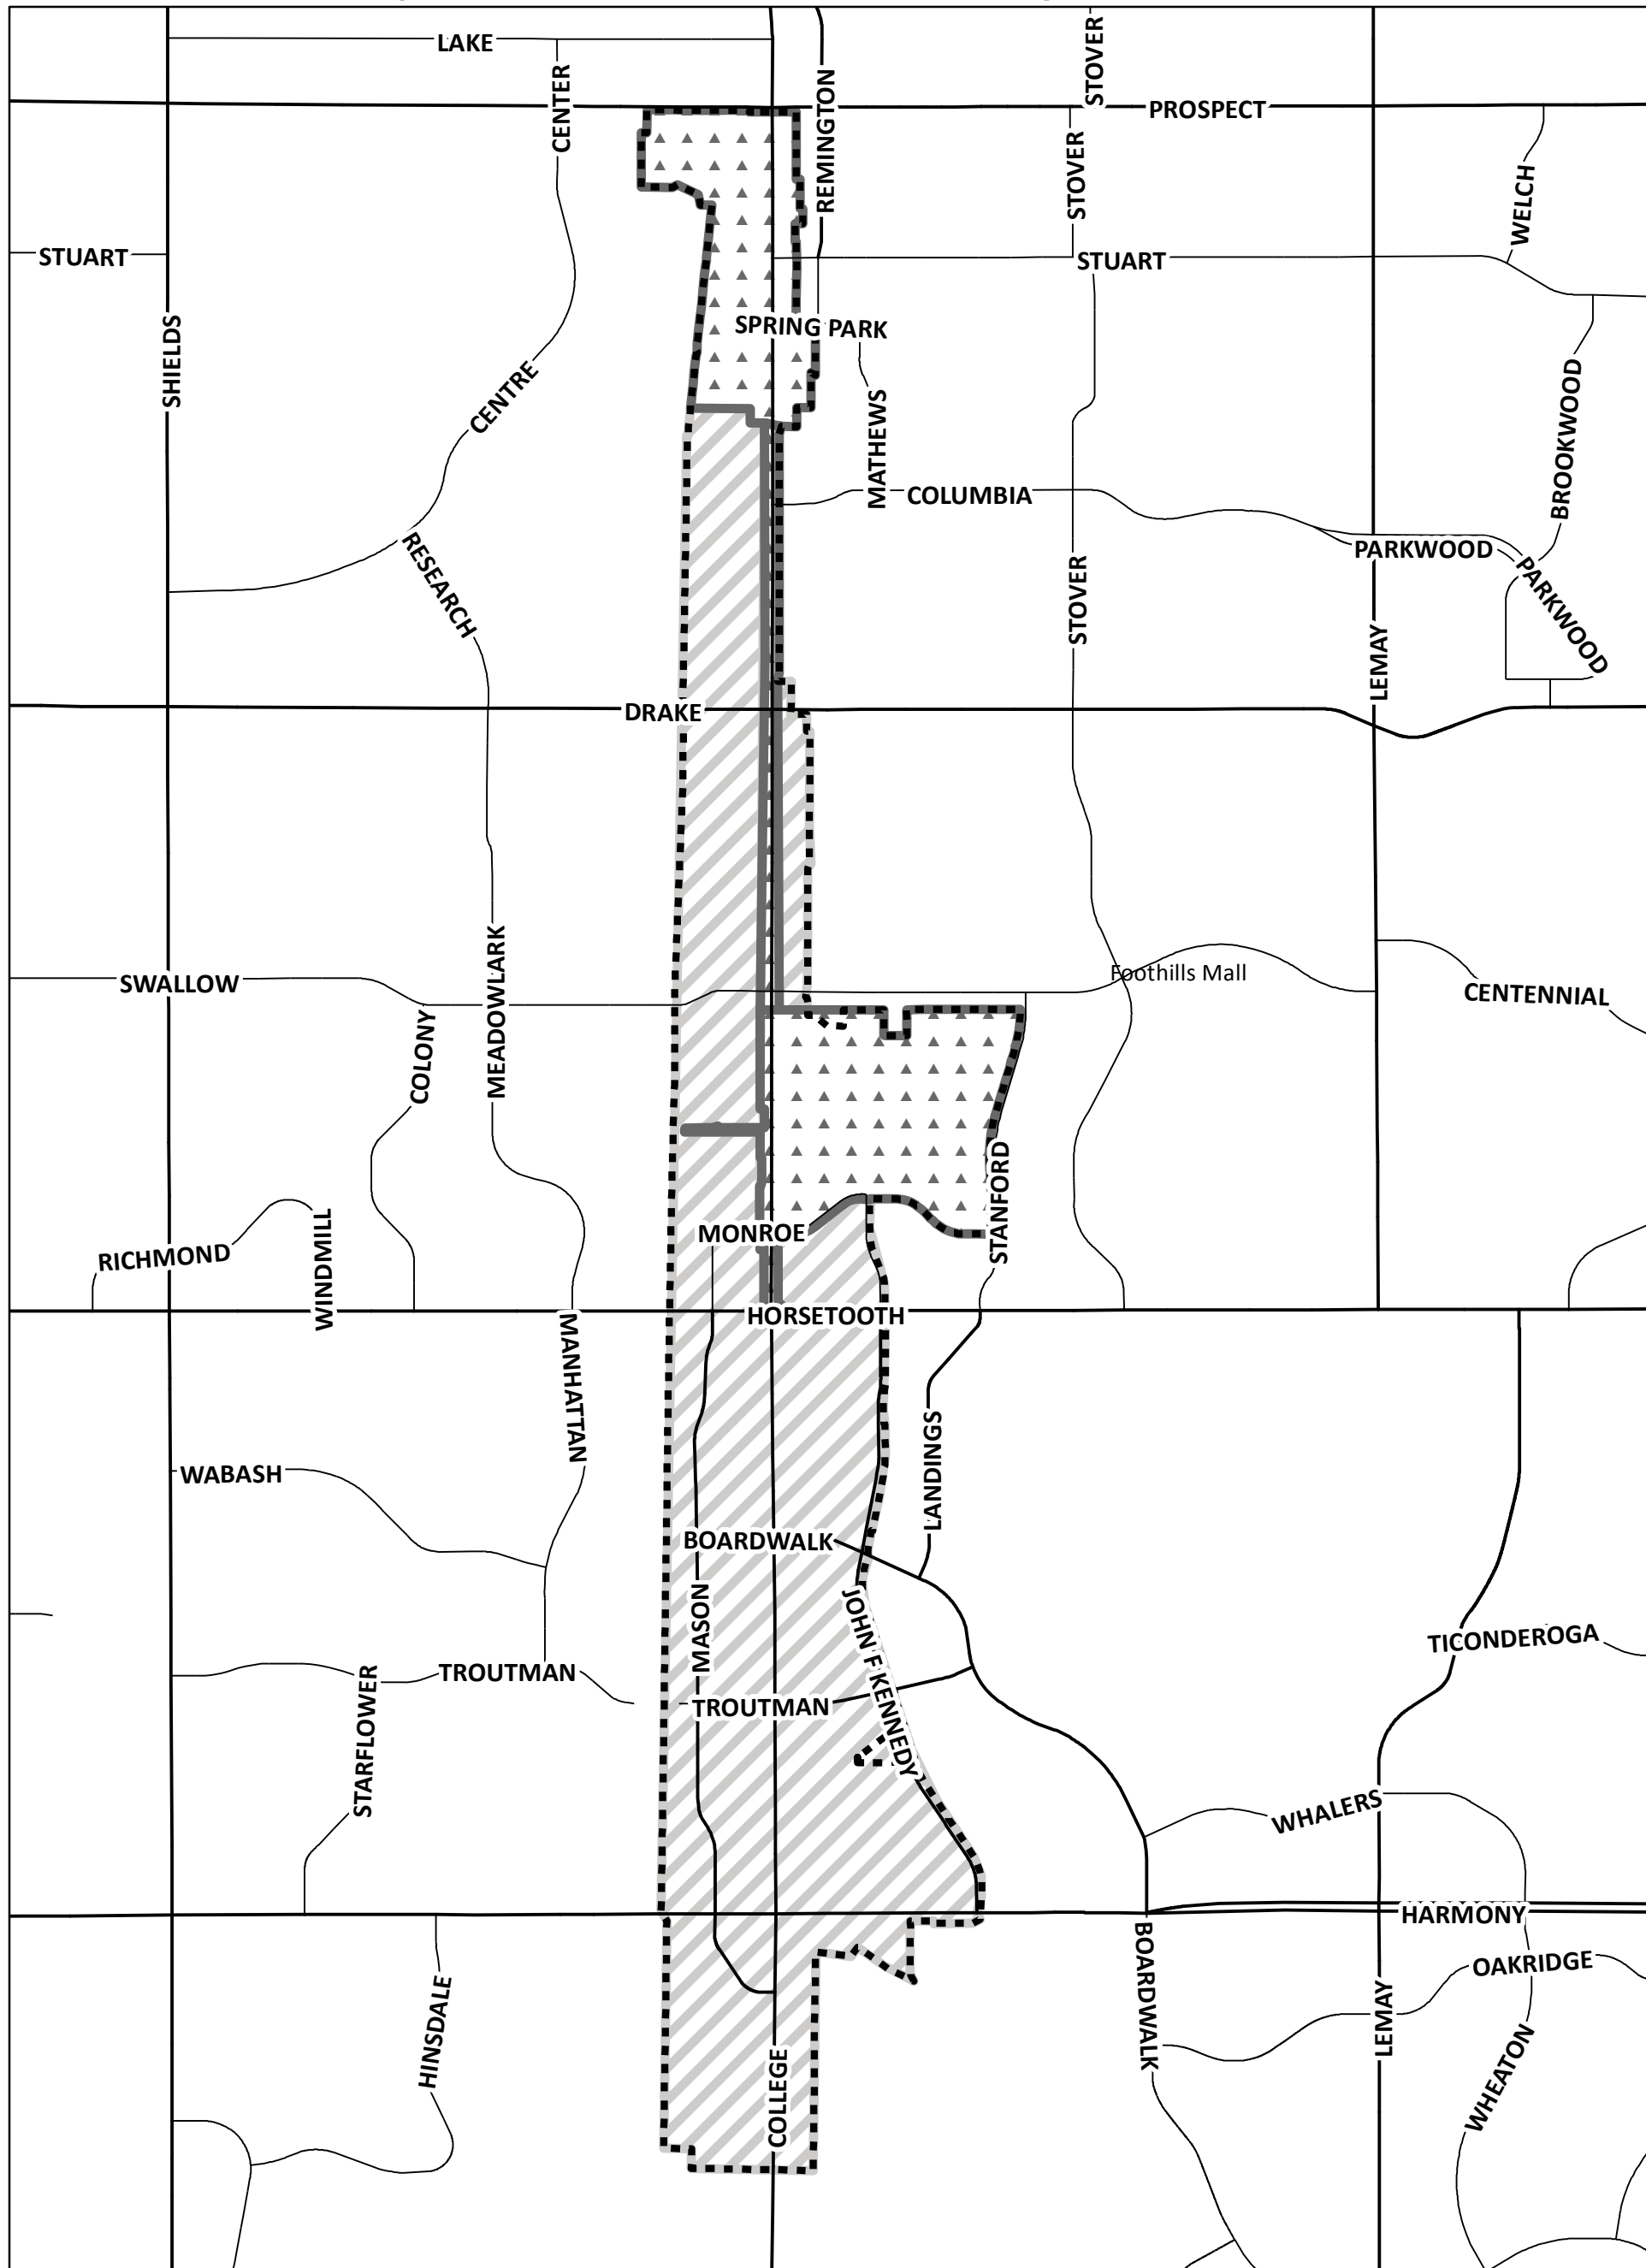 LAKE
CENTER
REMINGTON
STOVER
PROSPECT
STOVER
WELCH
STUART
STUART
SHIELDS
SPRING PARK
CENTRE
MATHEWS
BROOKWOOD
COLUMBIA
RESEARCH
PARKWOOD
PARKWOOD
STOVER
LEMAY
DRAKE
SWALLOW
MEADOWLARK
Foothills Mall
CENTENNIAL
COLONY
STANFORD
MONROE
RICHMOND
WINDMILL
HORSETOOTH
MANHATTAN
LANDINGS
WABASH
BOARDWALK
MASON
JOHN F KENNEDY
TICONDEROGA
TROUTMAN
TROUTMAN
STARFLOWER
WHALERS
HARMONY
BOARDWALK
OAKRIDGE
HINSDALE
COLLEGE
LEMAY
WHEATON